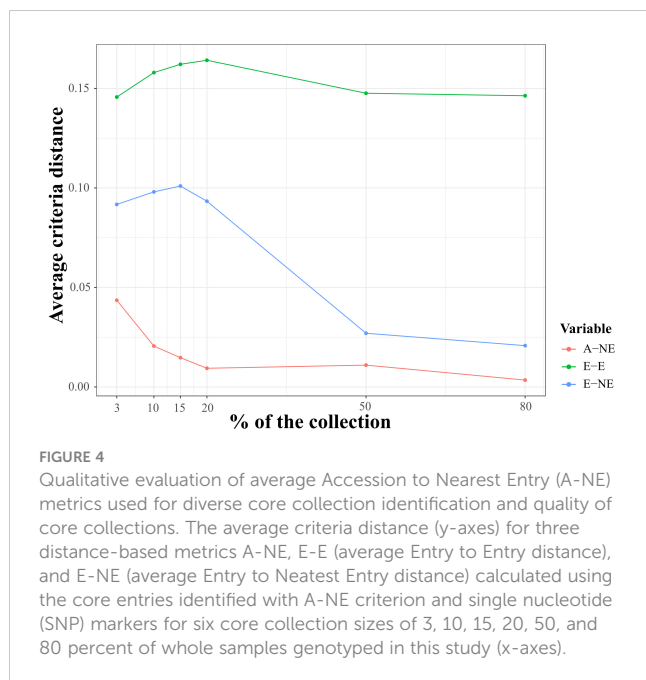 0.15
0.10
0.05
0.00
Average criteria distance
3
10
15
20
50
80
% of the collection
Variable
A−NE
E−E
E−NE
FIGURE 4
Qualitative evaluation of average Accession to Nearest Entry (A-NE)
metrics used for diverse core collection identification and quality of
core collections. The average criteria distance (y-axes) for three
distance-based metrics A-NE, E-E (average Entry to Entry distance),
and E-NE (average Entry to Neatest Entry distance) calculated using
the core entries identified with A-NE criterion and single nucleotide
(SNP) markers for six core collection sizes of 3, 10, 15, 20, 50, and
80 percent of whole samples genotyped in this study (x-axes).